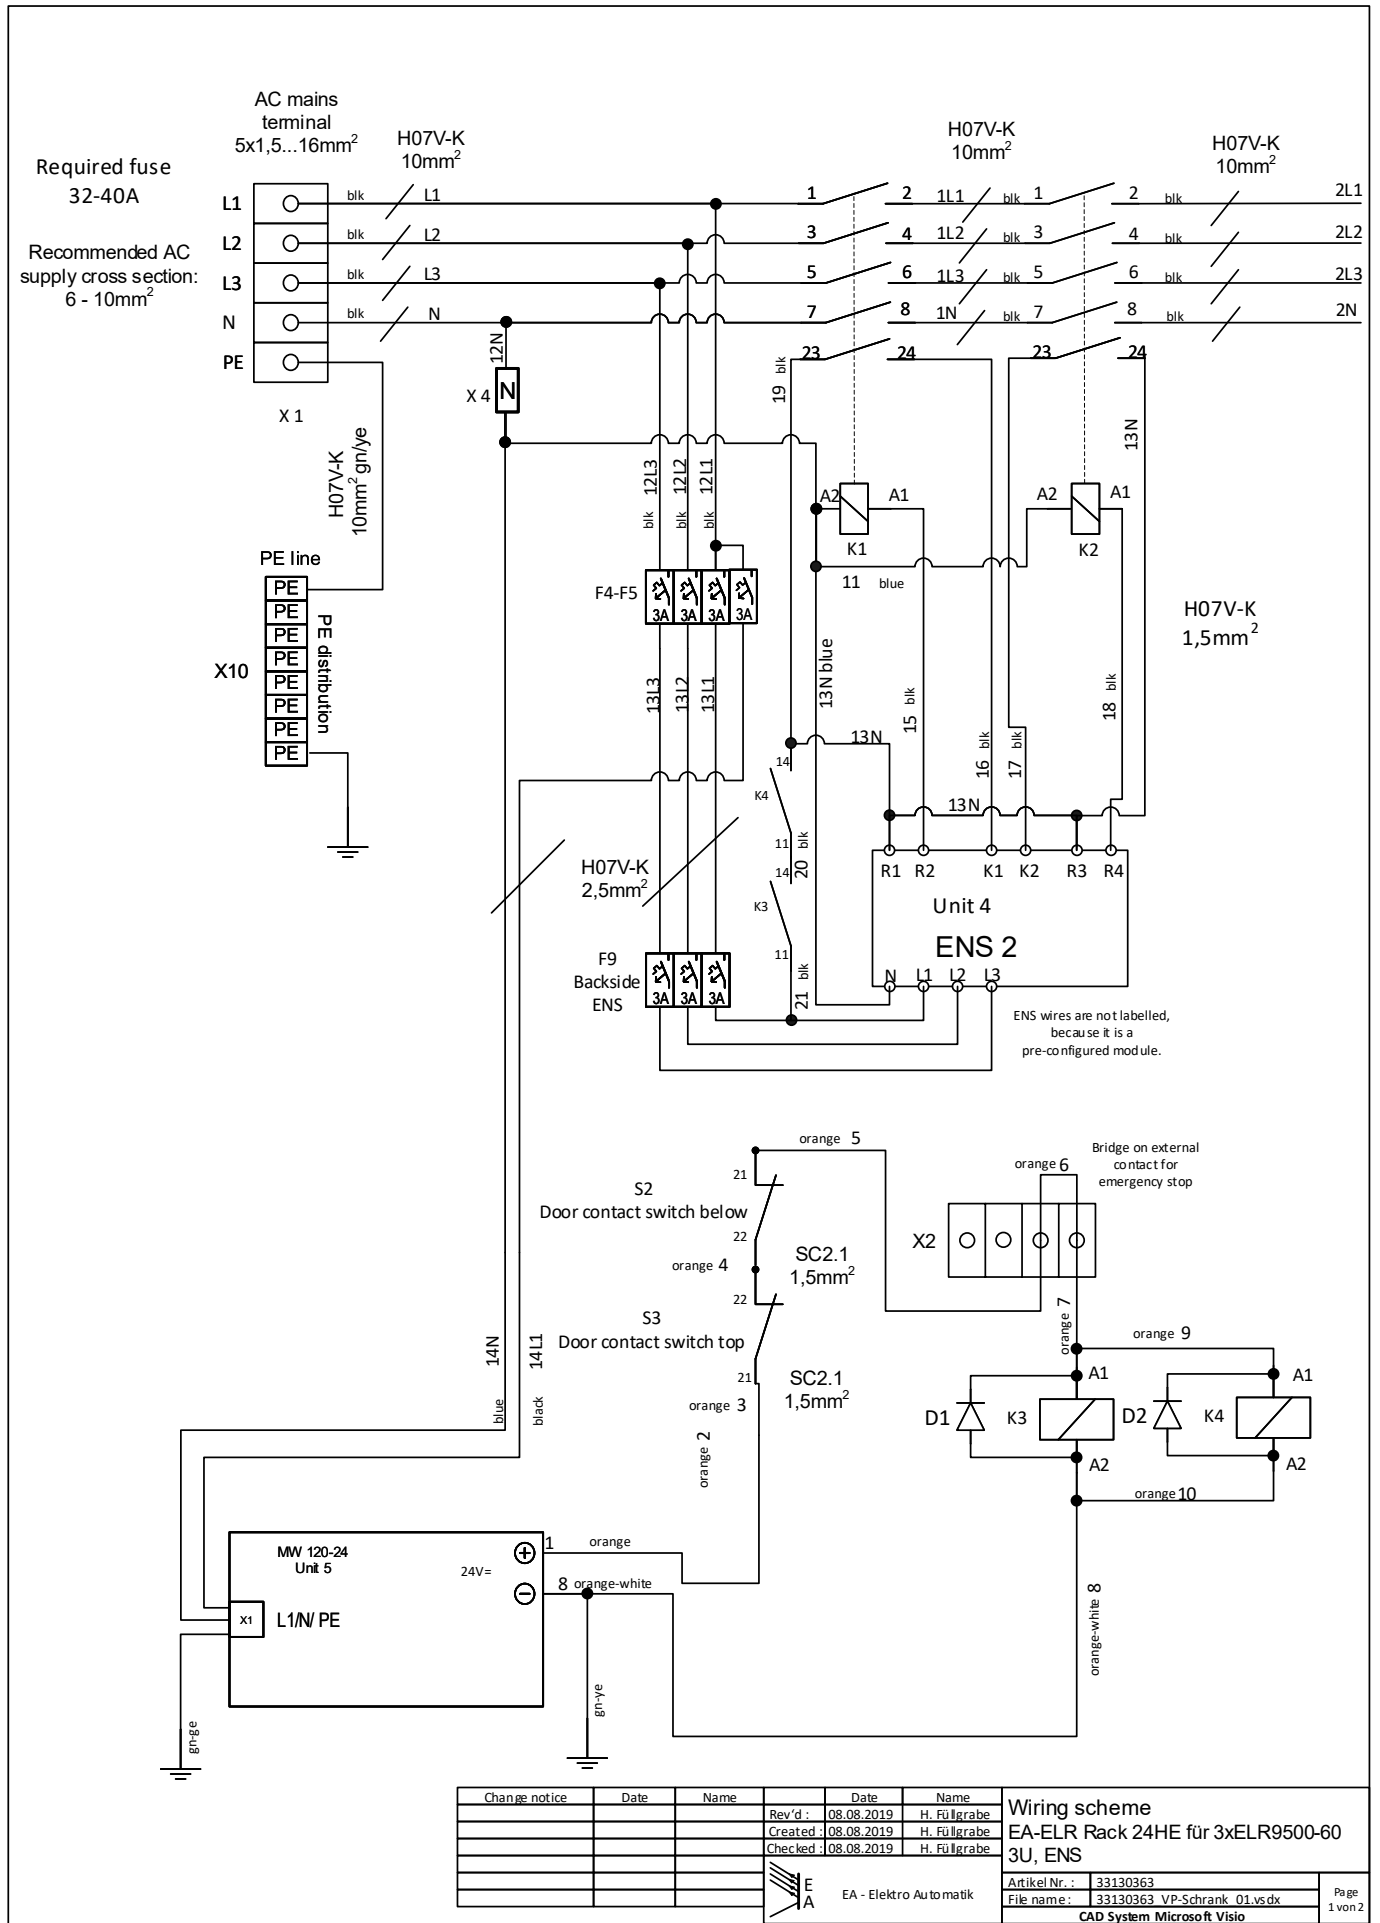 AC mains
terminal
5x1,5...16mm²
Required fuse
32-40A
Recommended AC
supply cross section:
6 - 10mm²
H07V-K
10mm²
H07V-K
10mm²
H07V-K
10mm²
L1 blk L1 1 2 1L1 blk 1 2 blk 2L1
L2 blk L2 3 4 1L2 blk 3 4 blk 2L2
L3 blk L3 5 6 1L3 blk 5 6 blk 2L3
N blk N 7 8 1N blk 7 8 blk 2N
PE
23 24 23 24
X 1
12N
X 4 N
19 blk
13N
H07V-K
10mm² gn/ye
12L3 12L2 12L1
blk blk blk
A2 A1
K1
A2 A1
K2
11 blue
PE line
PE
PE
PE
PE
PE
PE
PE
PE
PE distribution
X10
F4-F5
3A 3A 3A 3A
H07V-K
1,5mm²
13L3 13L2 13L1
13N blue
15 blk
16 blk
17 blk
18 blk
13N
13N
14
K4
11
20 blk
14
K3
11
21 blk
H07V-K
2,5mm²
R1 R2 K1 K2 R3 R4
Unit 4
ENS 2
N L1 L2 L3
F9
Backside
ENS
3A 3A 3A
ENS wires are not labelled,
because it is a
pre-configured module.
orange 5
21
S2
Door contact switch below
22
orange 4
SC2.1
1,5mm²
22
S3
Door contact switch top
21
SC2.1
1,5mm²
orange 3
orange 2
Bridge on external
contact for
emergency stop
orange 6
X2
orange 7
orange 9
A1 A1
D1 K3 D2 K4
A2 A2
orange 10
orange-white 8
14N 14L1
blue black
MW 120-24
Unit 5
24V=
1 orange
8 orange-white
X1 L1/N/ PE
gn-ge
gn-ye
Change notice Date Name Date Name
Rev'd : 08.08.2019 H. Füllgrabe
Created : 08.08.2019 H. Füllgrabe
Checked : 08.08.2019 H. Füllgrabe
E
A
EA - Elektro Automatik
Wiring scheme
EA-ELR Rack 24HE für 3xELR9500-60
3U, ENS
Artikel Nr. : 33130363
File name : 33130363_VP-Schrank_01.vsdx
CAD System Microsoft Visio
Page
1 von 2